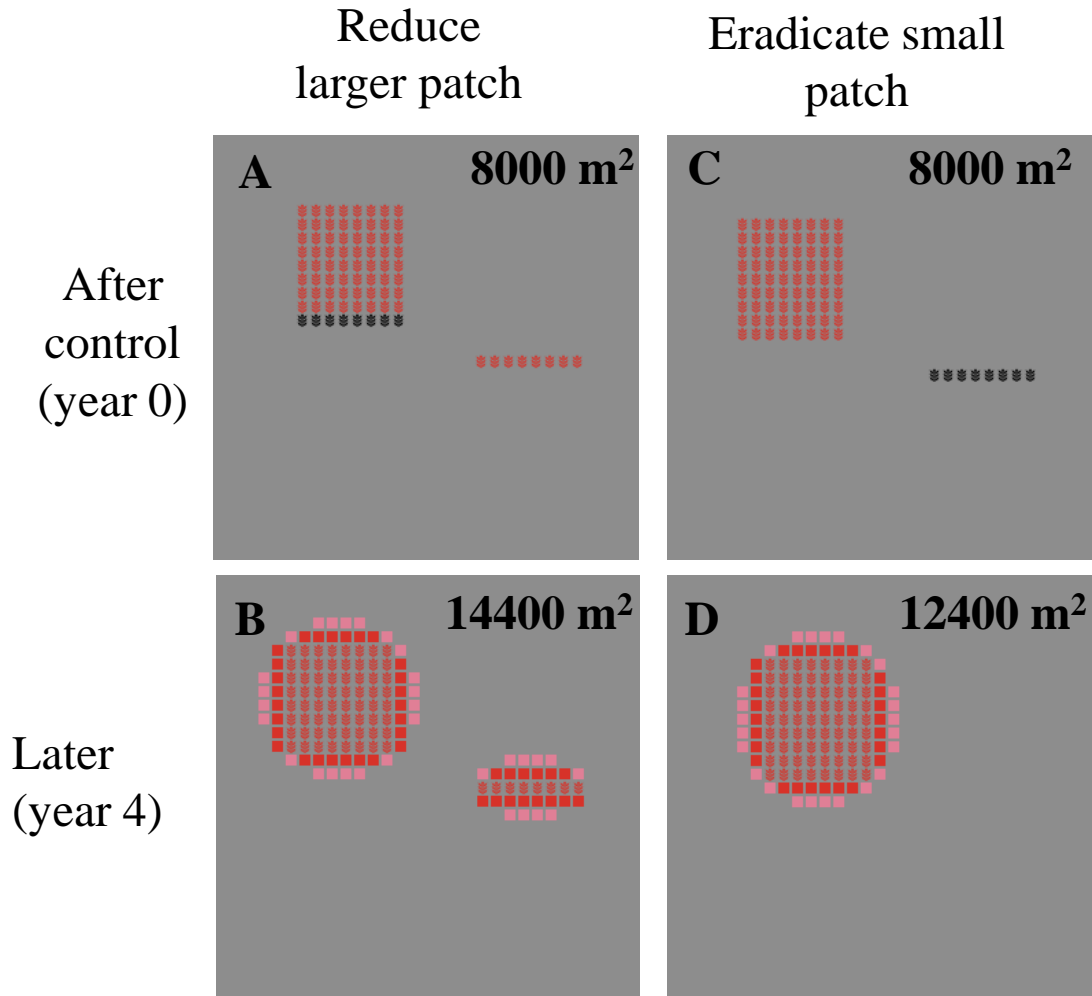 Reduce
larger patch
Eradicate small
patch
After
control
(year 0)
A
8000 m²
C
8000 m²
Later
(year 4)
B
14400 m²
D
12400 m²